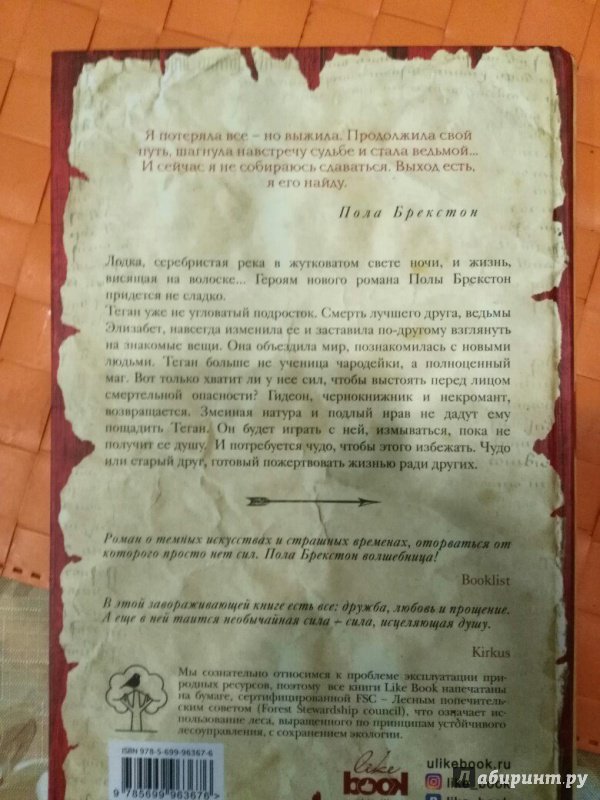 Я потеряла все – но выжила. Продолжила свой
путь, шагнула навстречу судьбе и стала ведьмой...
И сейчас я не собираюсь сдаваться. Выход есть,
я его найду.
Пола Брекстон
Лодка, серебристая река в жутковатом свете ночи, и жизнь,
висящая на волоске... Героям нового романа Полы Брекстон
придется не сладко.
Теган уже не угловатый подросток. Смерть лучшего друга, ведьмы
Элизабет, навсегда изменила ее и заставила по-другому взглянуть
на знакомые вещи. Она объездила мир, познакомилась с новыми
людьми. Теган больше не ученица чародейки, а полноценный
маг. Вот только хватит ли у нее сил, чтобы выстоять перед лицом
смертельной опасности? Гидеон, чернокнижник и некромант,
возвращается. Змеиная натура и подлый нрав не дадут ему
пощадить Теган. Он будет играть с ней, измываться, пока не
получит ее душу. И потребуется чудо, чтобы этого избежать. Чудо
или старый друг, готовый пожертвовать жизнью ради других.
Роман о темных искусствах и страшных временах, оторваться от
которого просто нет сил. Пола Брекстон волшебница!
Booklist
В этой завораживающей книге есть все: дружба, любовь и прощение.
А еще в ней таится необычайная сила – сила, исцеляющая душу.
Kirkus
Мы сознательно относимся к проблеме эксплуатации при-
родных ресурсов, поэтому все книги Like Book напечатаны
на бумаге, сертифицированной FSC – Лесным попечитель-
ским советом (Forest Stewardship council), что означает ис-
пользование леса, выращенного по принципам устойчивого
лесоуправления, с сохранением экологии.
ISBN 978-5-699-96367-6
9 785699 963676 >
like
book
ulikebook.ru
like_book
Лабиринт.ру